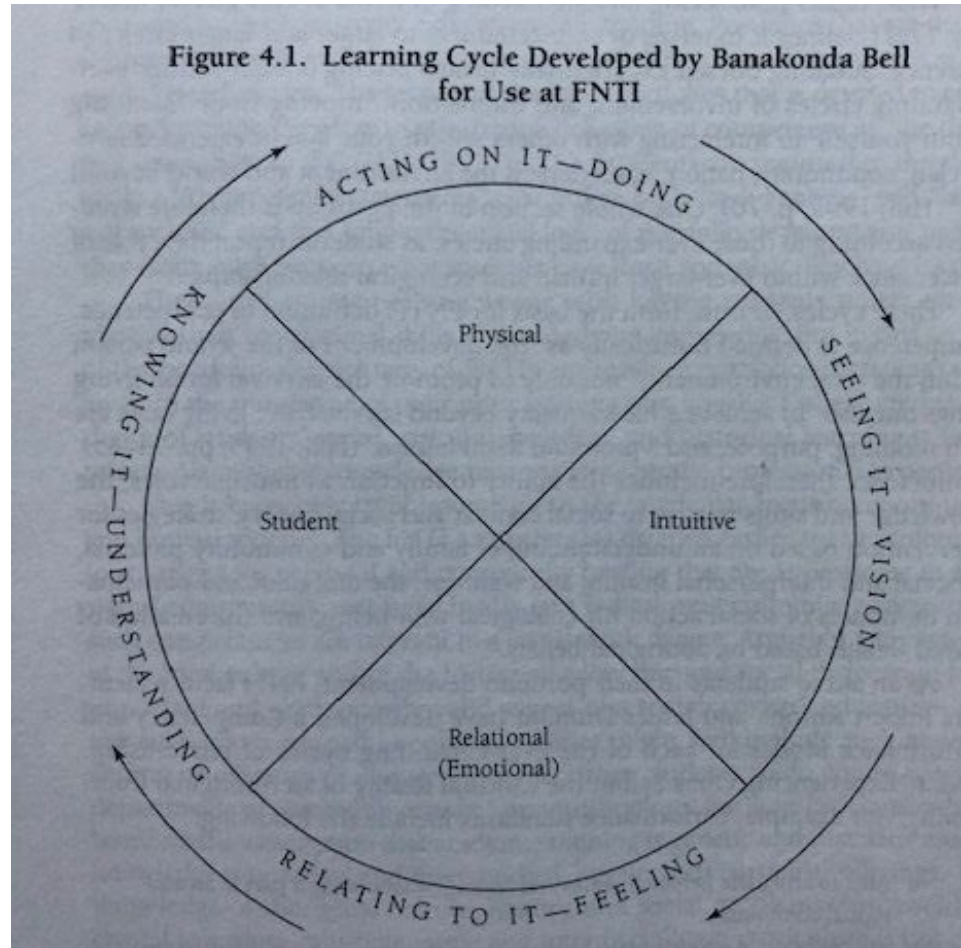 Figure 4.1. Learning Cycle Developed by Banakonda Bell
for Use at FNTI
ACTING ON IT—DOING
KNOWING IT—UNDERSTANDING
SEEING IT—VISION
Physical
Student
Intuitive
Relational
(Emotional)
RELATING TO IT—FEELING